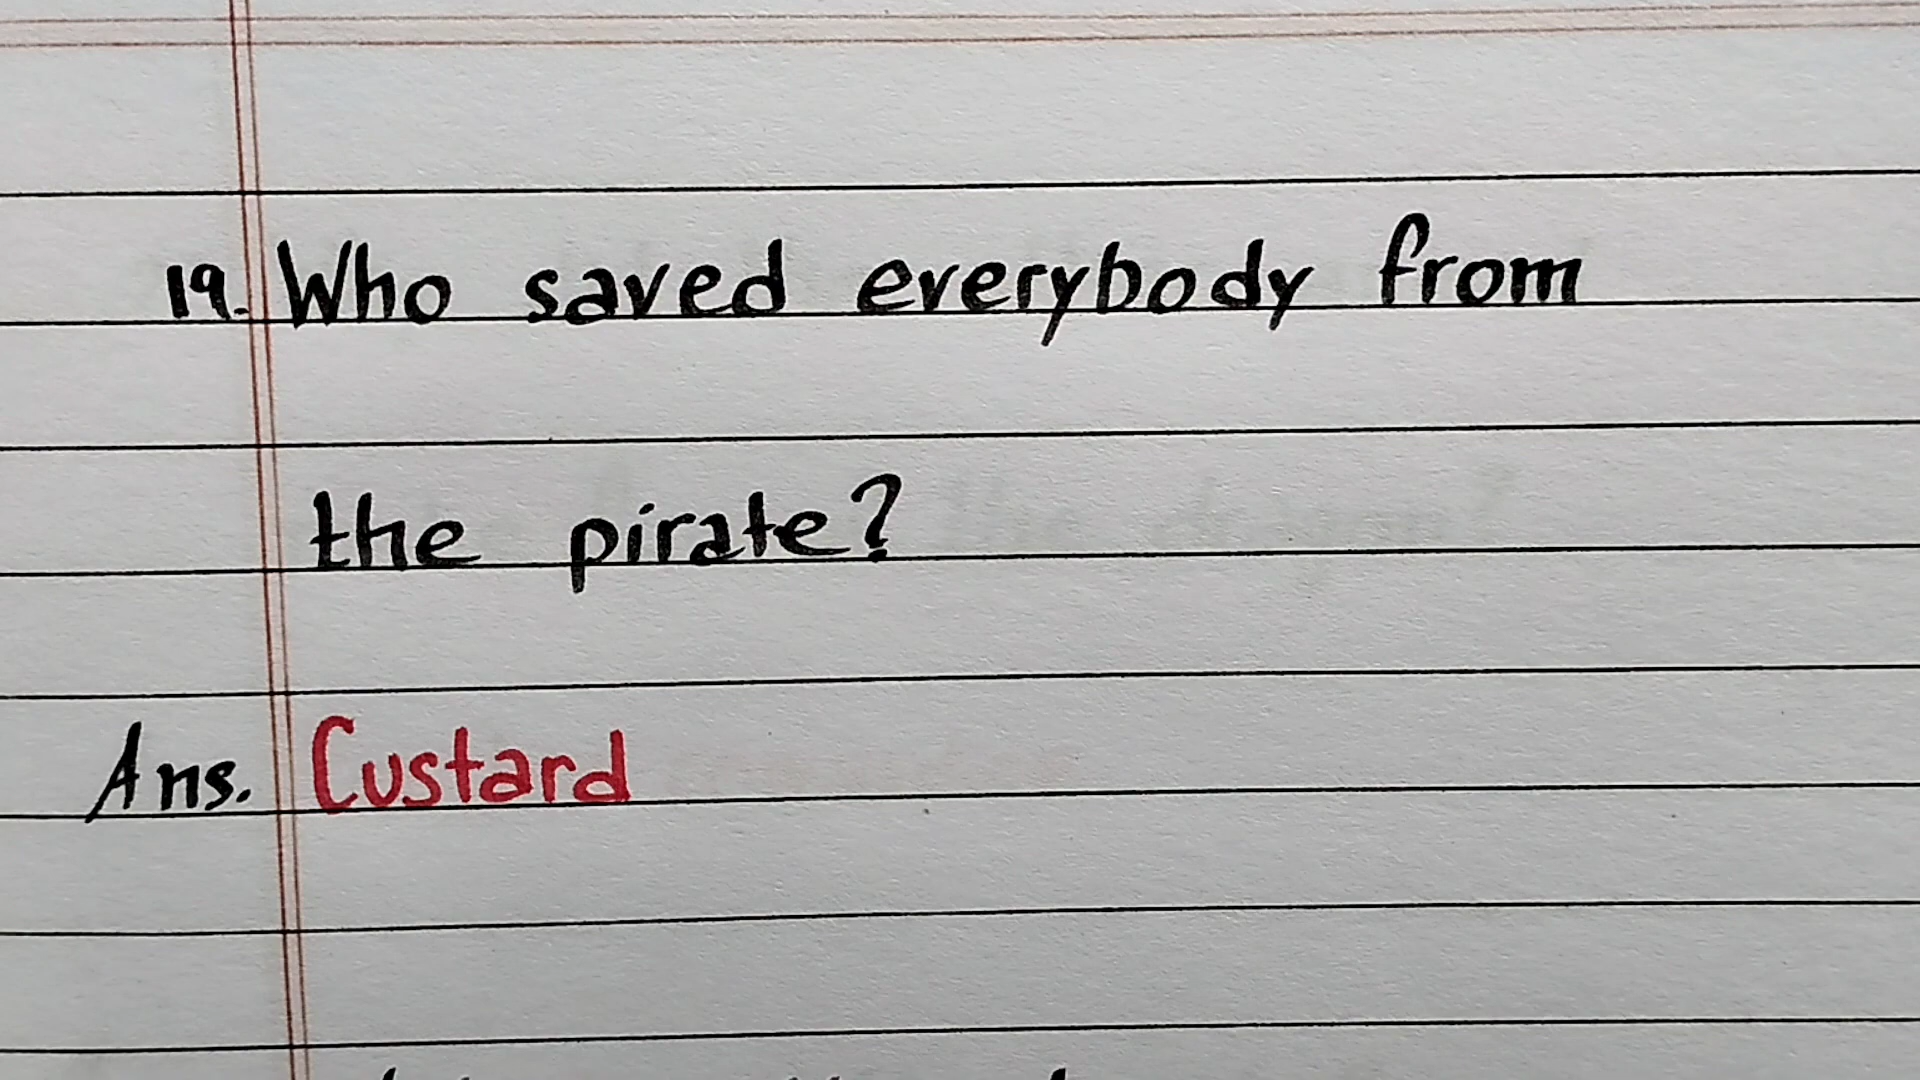 19. Who saved everybody from
the pirate?
Ans. Custard